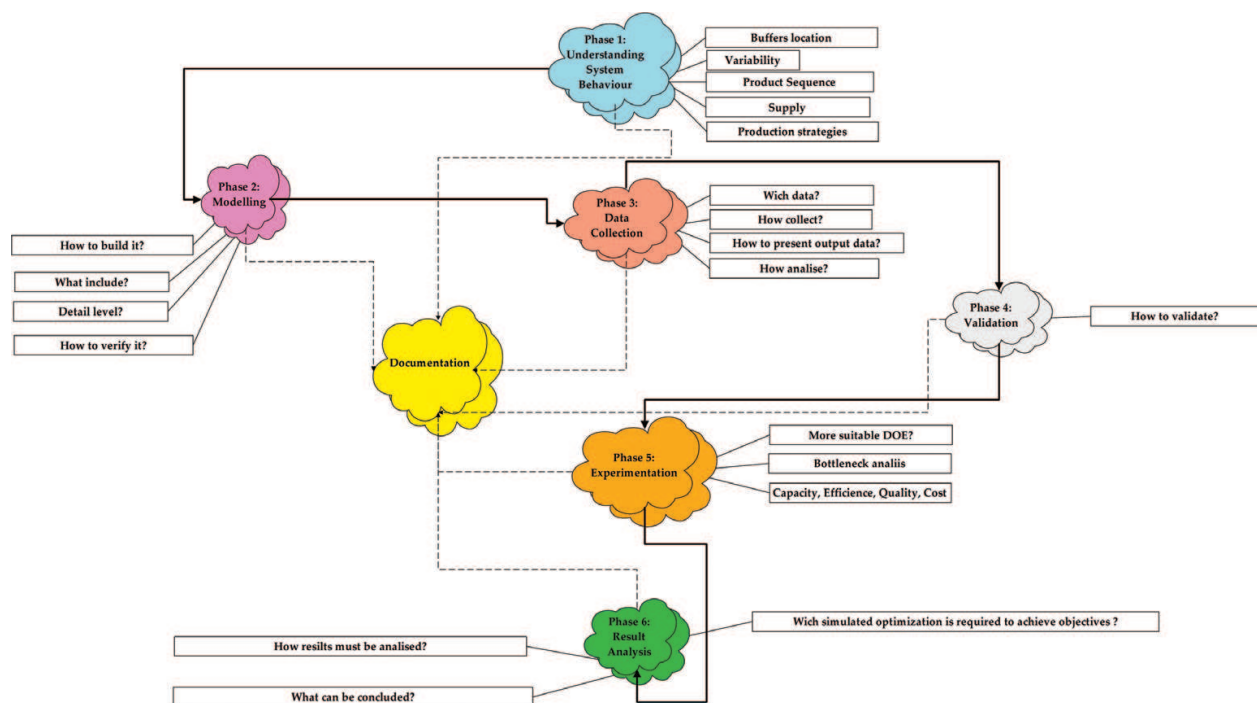 Phase 1:
Understanding
System
Behaviour
Buffers location
Variability
Product Sequence
Supply
Production strategies
Phase 2:
Modelling
How to build it?
What include?
Detail level?
How to verify it?
Phase 3:
Data
Collection
Wich data?
How collect?
How to present output data?
How analise?
Phase 4:
Validation
How to validate?
Documentation
Phase 5:
Experimentation
More suitable DOE?
Bottleneck analiis
Capacity, Efficience, Quality, Cost
Phase 6:
Result
Analysis
Wich simulated optimization is required to achieve objectives ?
How resilts must be analised?
What can be concluded?